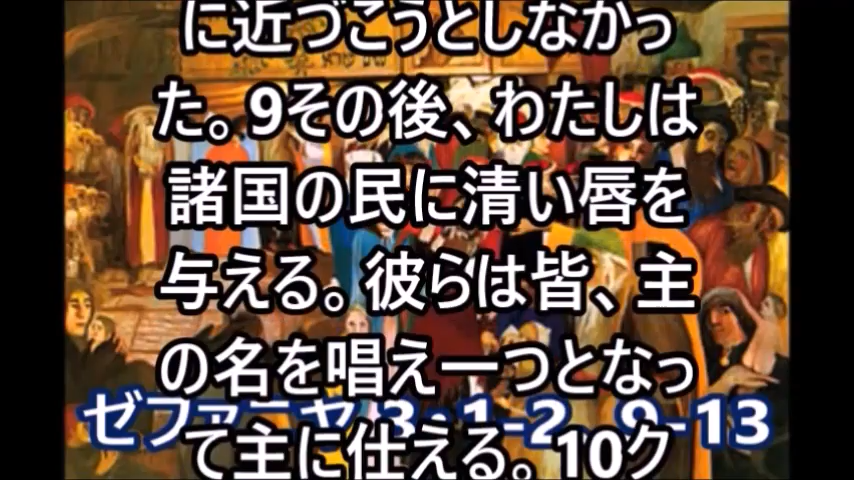 に近づこうとしなかっ
た。9その後、わたしは
諸国の民に清い唇を
与える。彼らは皆、主
の名を唱え一つとなっ
ゼファニヤ 3・1-2、9-13
て主に仕える。10ク